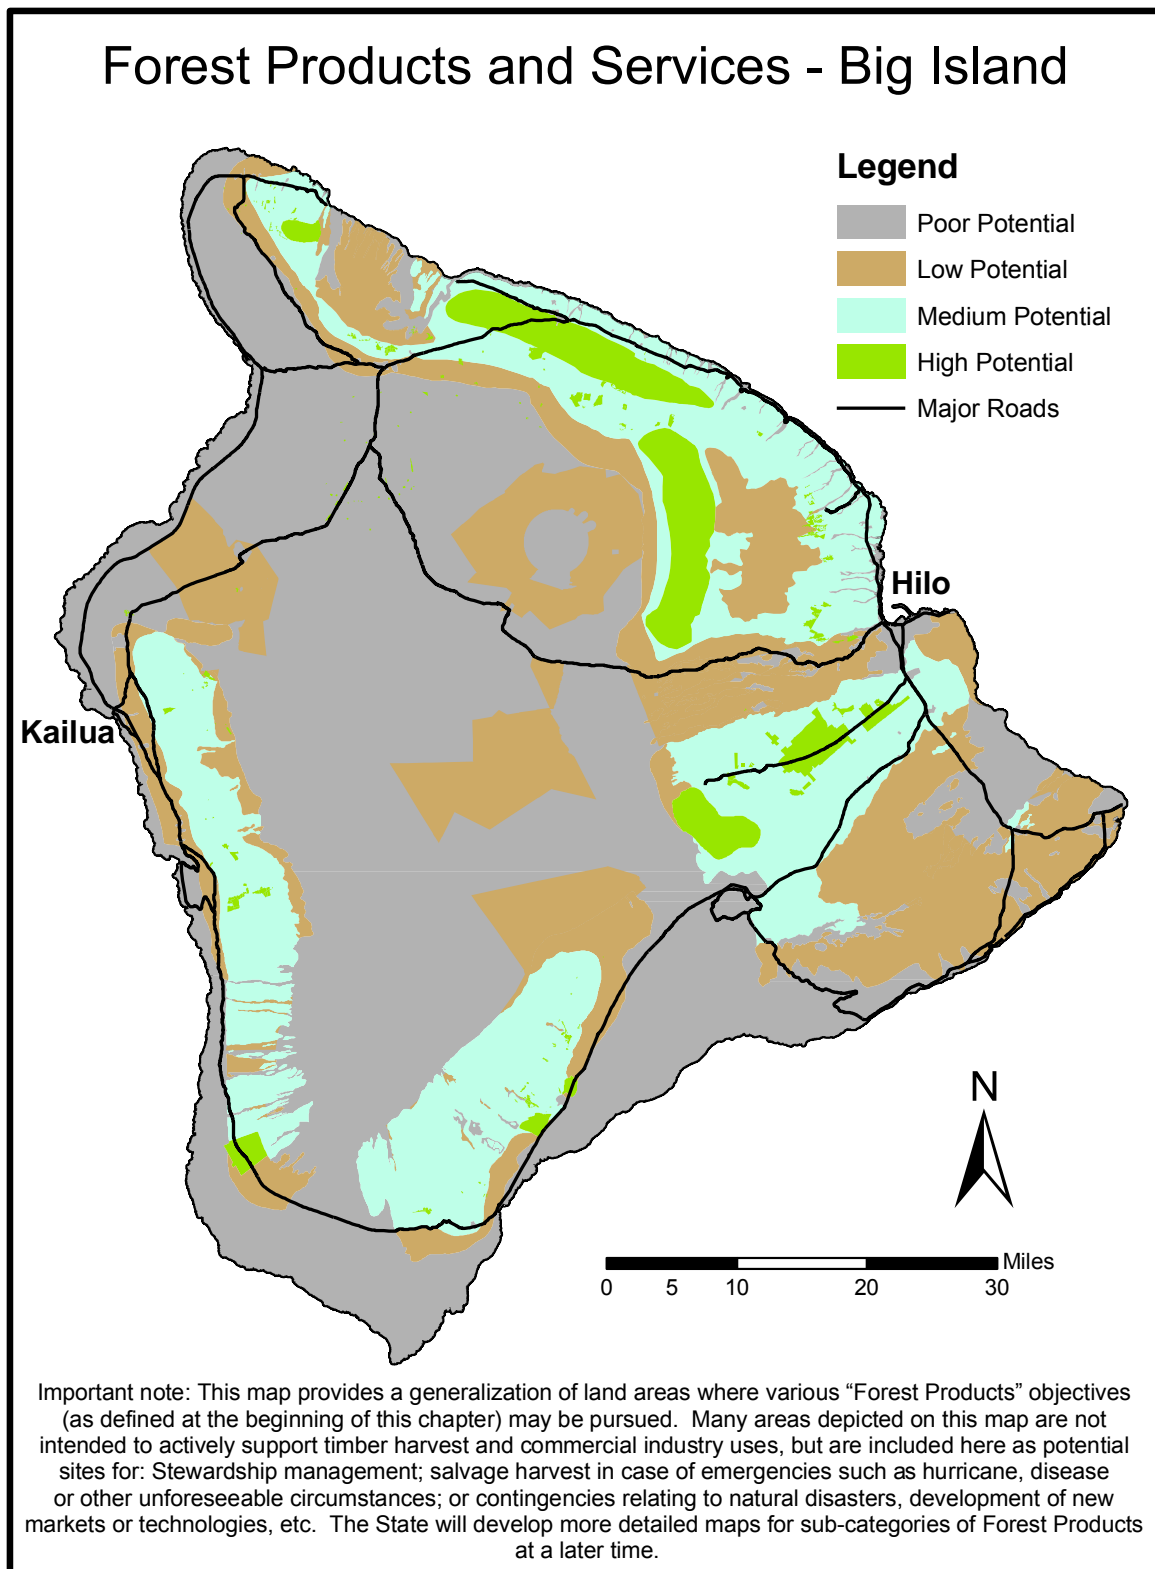 Forest Products and Services - Big Island
Legend
Poor Potential
Low Potential
Medium Potential
High Potential
Major Roads
Hilo
Kailua
N
Miles
0 5 10 20 30
Important note: This map provides a generalization of land areas where various “Forest Products” objectives
(as defined at the beginning of this chapter) may be pursued.  Many areas depicted on this map are not
intended to actively support timber harvest and commercial industry uses, but are included here as potential
sites for: Stewardship management; salvage harvest in case of emergencies such as hurricane, disease
or other unforeseeable circumstances; or contingencies relating to natural disasters, development of new
markets or technologies, etc.  The State will develop more detailed maps for sub-categories of Forest Products
at a later time.